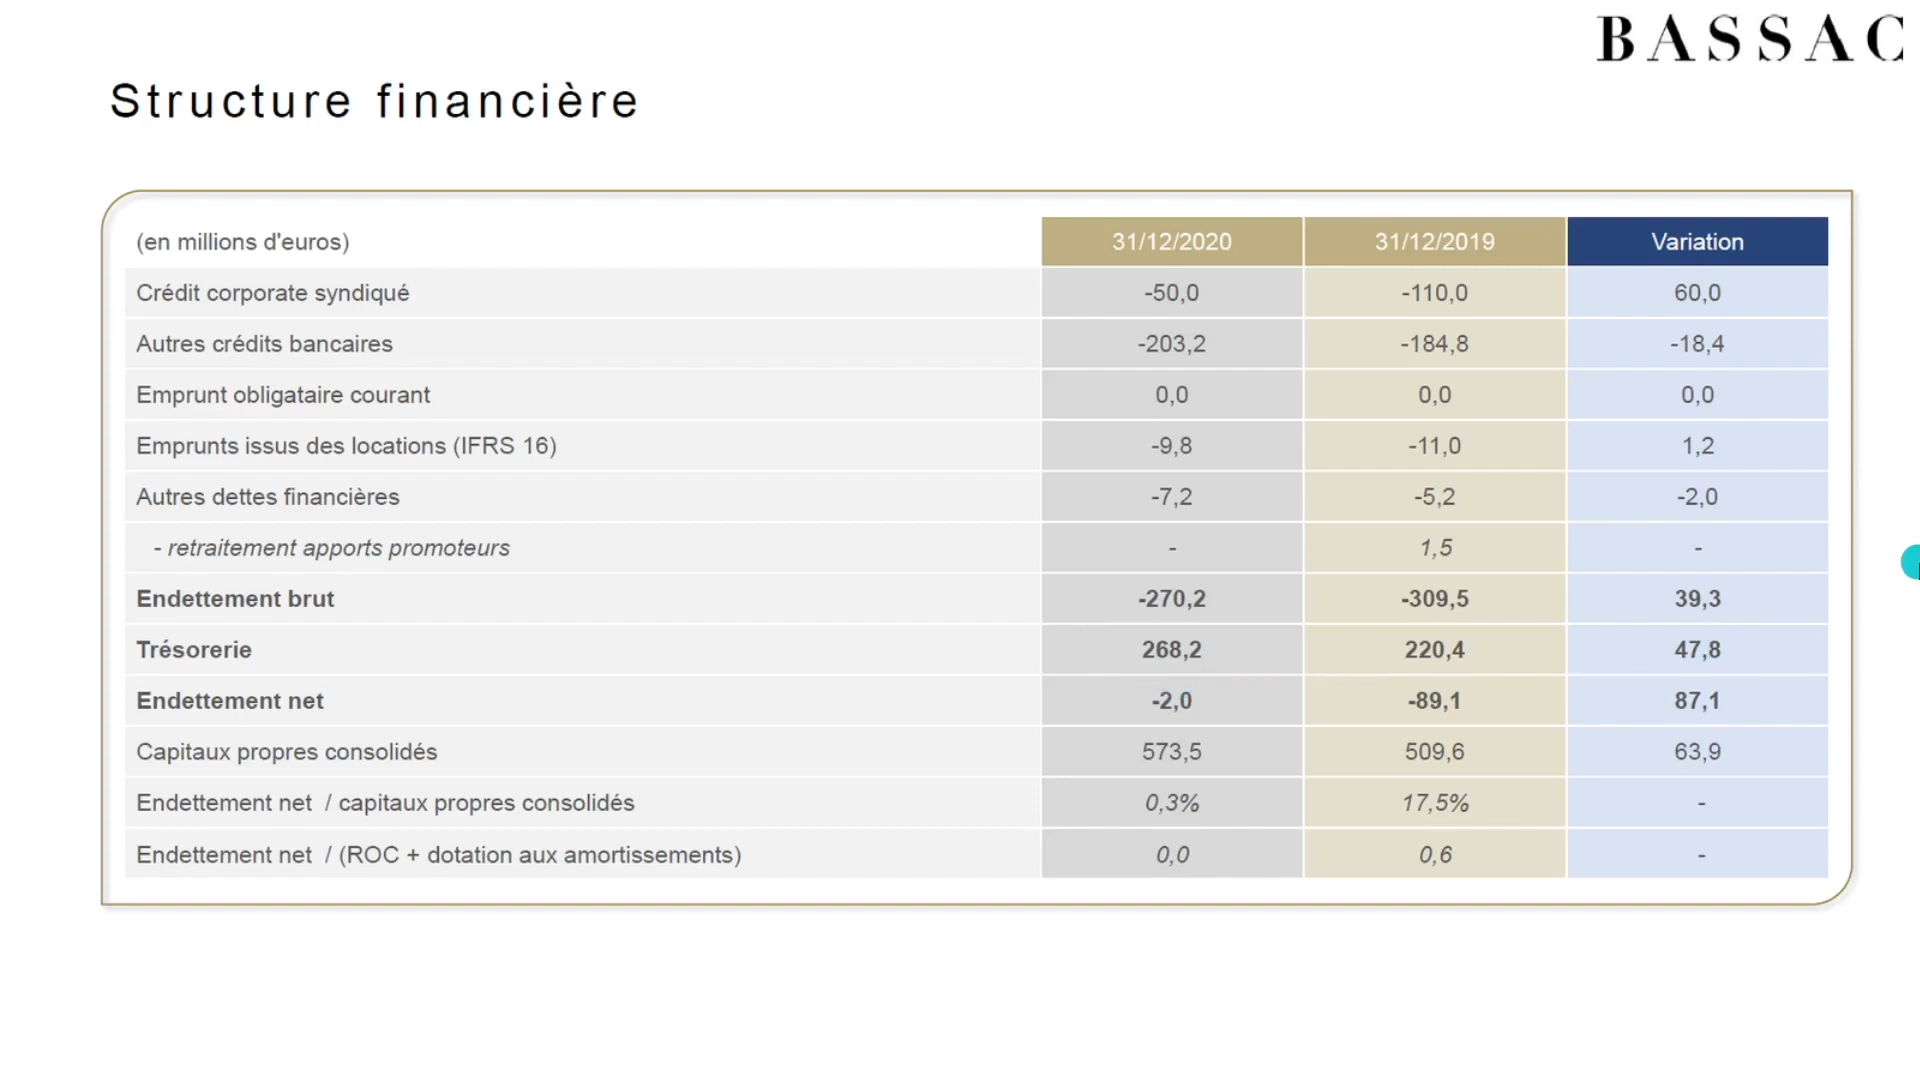 BASSAC
Structure financière
(en millions d'euros) 31/12/2020 31/12/2019 Variation
Crédit corporate syndiqué -50,0 -110,0 60,0
Autres crédits bancaires -203,2 -184,8 -18,4
Emprunt obligataire courant 0,0 0,0 0,0
Emprunts issus des locations (IFRS 16) -9,8 -11,0 1,2
Autres dettes financières -7,2 -5,2 -2,0
- retraitement apports promoteurs - 1,5 -
Endettement brut -270,2 -309,5 39,3
Trésorerie 268,2 220,4 47,8
Endettement net -2,0 -89,1 87,1
Capitaux propres consolidés 573,5 509,6 63,9
Endettement net / capitaux propres consolidés 0,3% 17,5% -
Endettement net / (ROC + dotation aux amortissements) 0,0 0,6 -